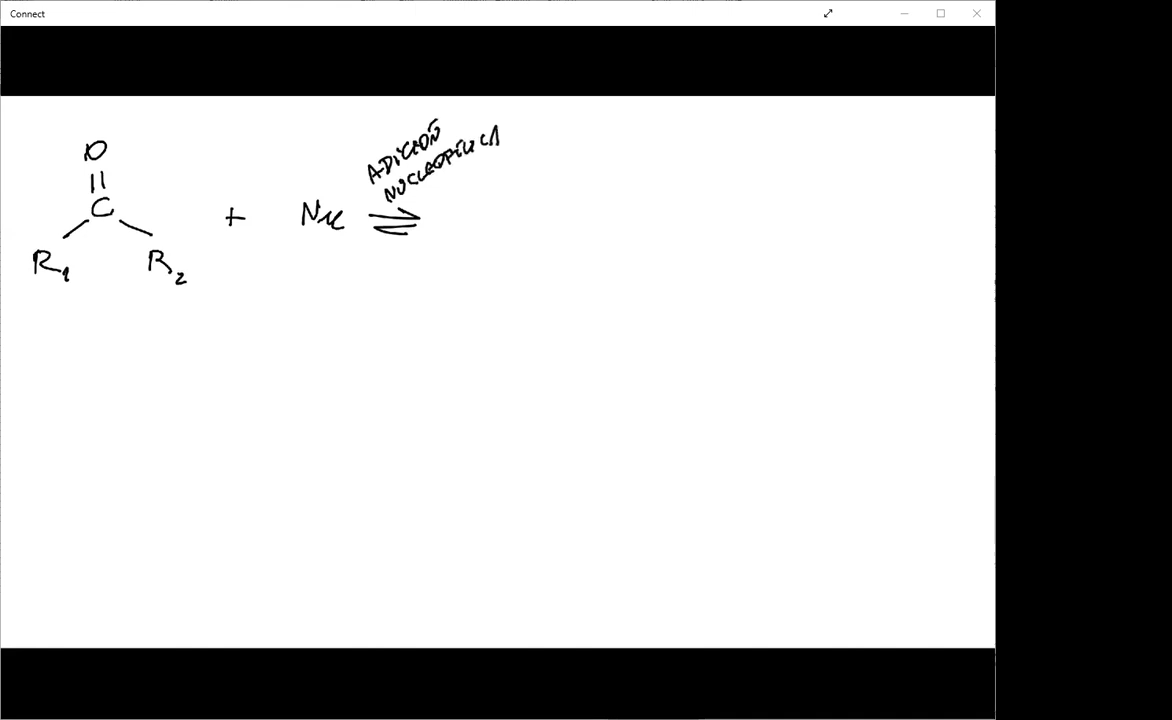 Connect
O
C
R1 R2
+ Nu ⇌
ADICIÓN
NUCLEOFÍLICA